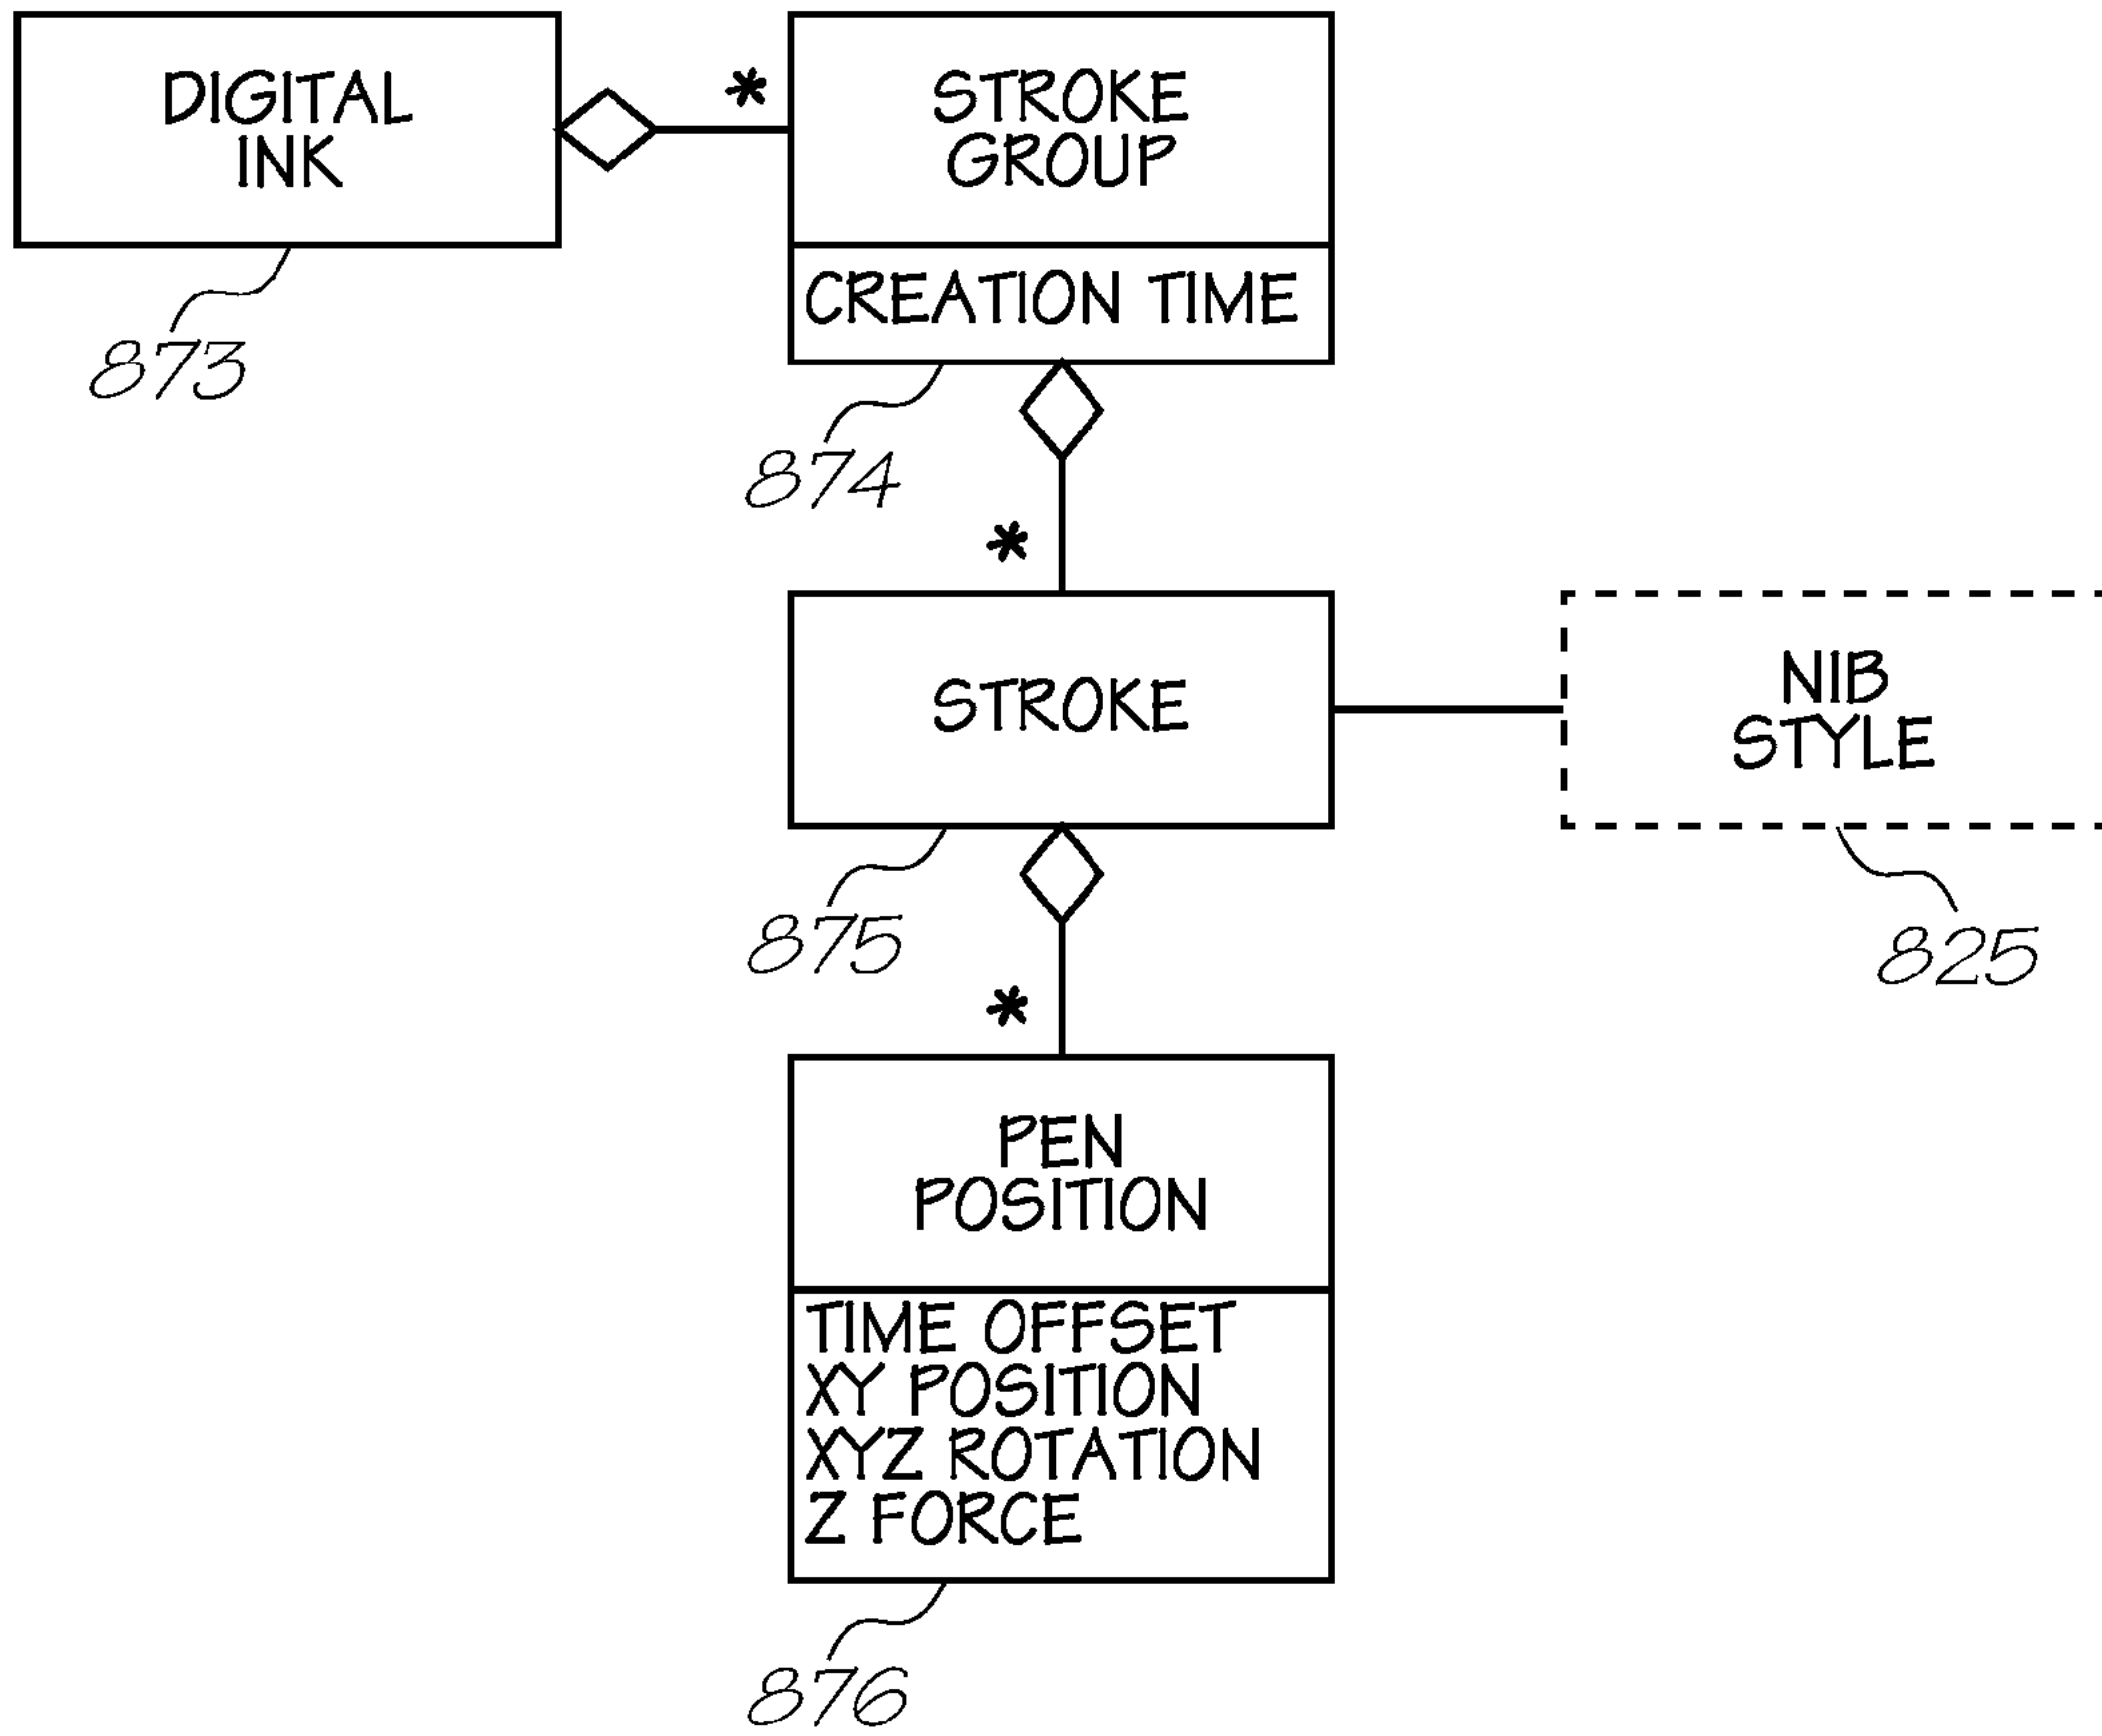 DIGITAL
INK
*
STROKE
GROUP
CREATION TIME
873
874
*
STROKE
NIB
STYLE
875
825
*
PEN
POSITION
TIME OFFSET
XY POSITION
XYZ ROTATION
Z FORCE
876